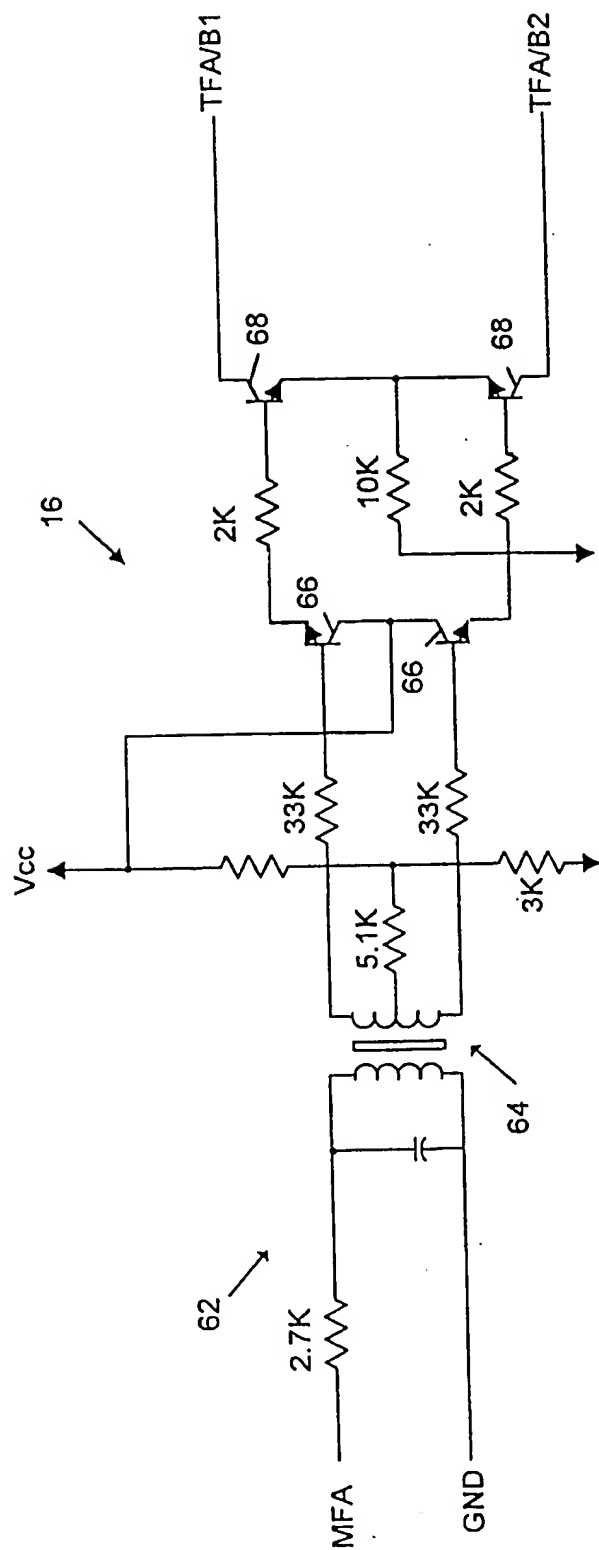 16
Vcc
TFA/B1
68
2K
66
33K
10K
5.1K
66
33K
3K
2K
68
TFA/B2
62
2.7K
MFA
64
GND